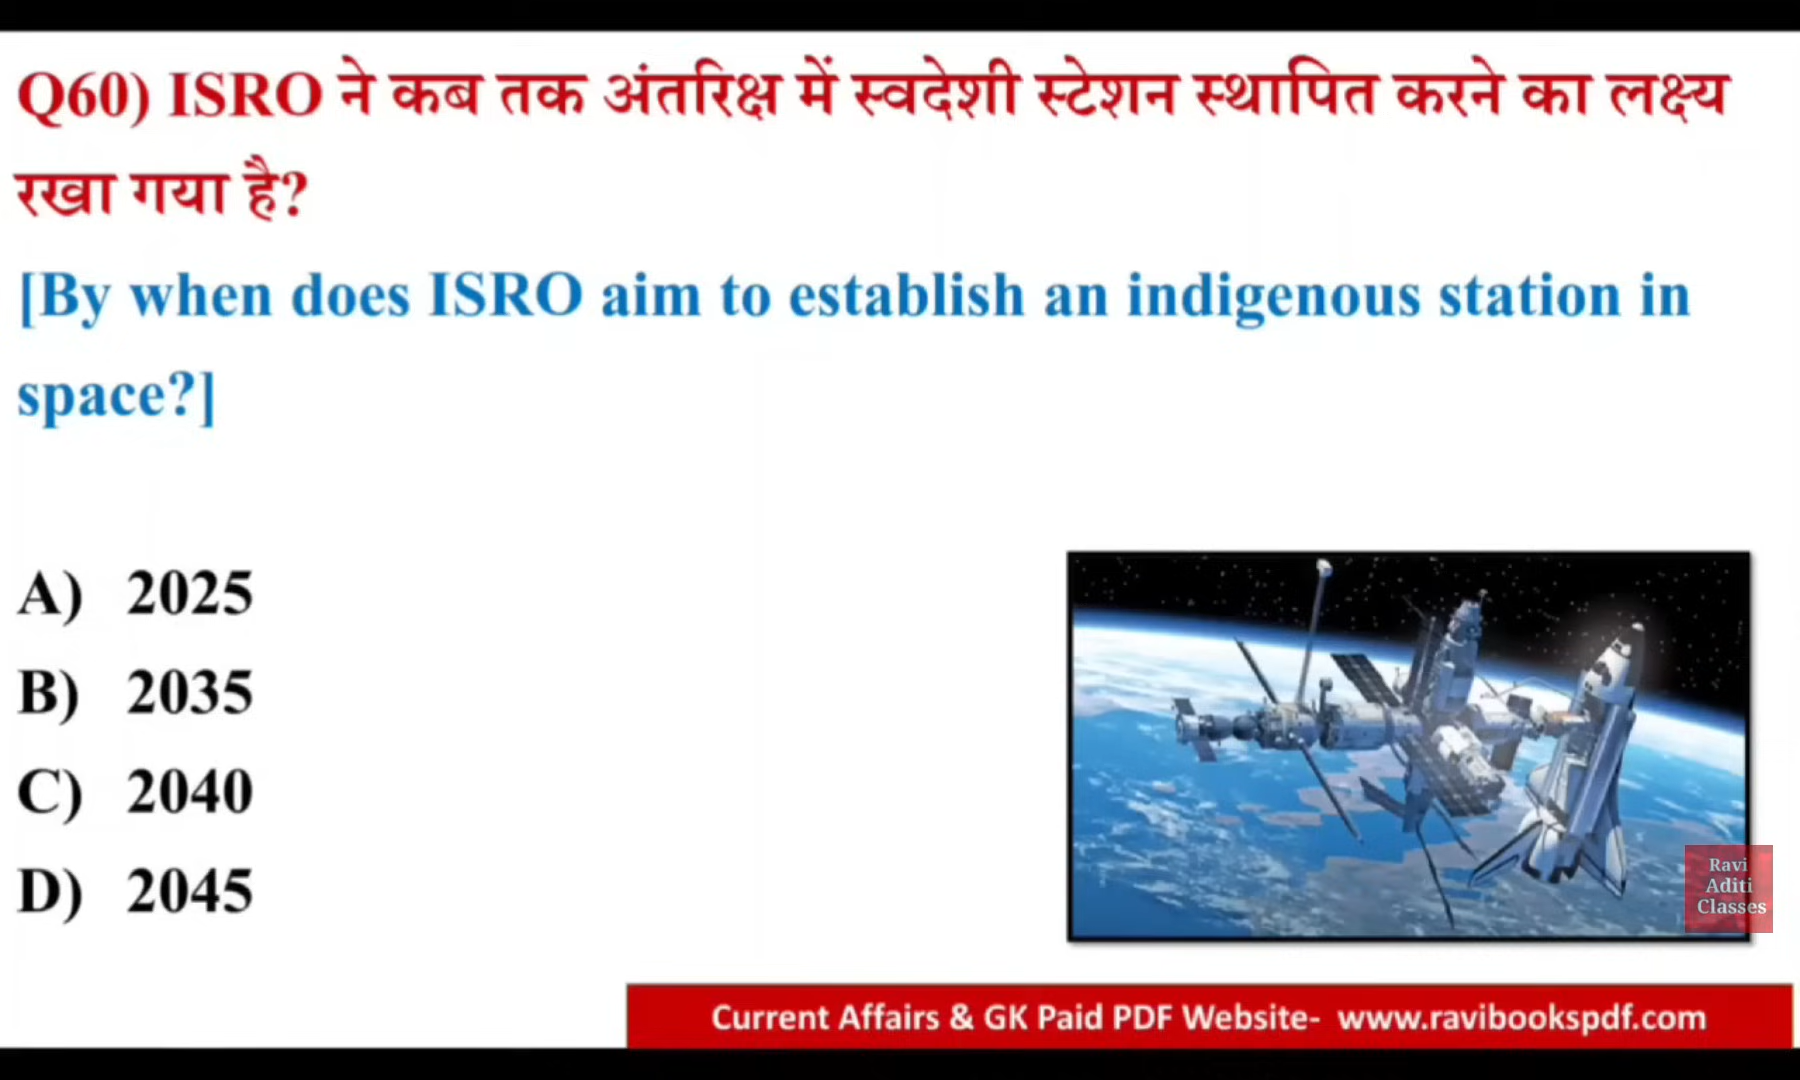 Q60) ISRO ने कब तक अंतरिक्ष में स्वदेशी स्टेशन स्थापित करने का लक्ष्य
रखा गया है?
[By when does ISRO aim to establish an indigenous station in
space?]
A) 2025
B) 2035
C) 2040
D) 2045
Ravi
Aditi
Classes
Current Affairs & GK Paid PDF Website- www.ravibookspdf.com